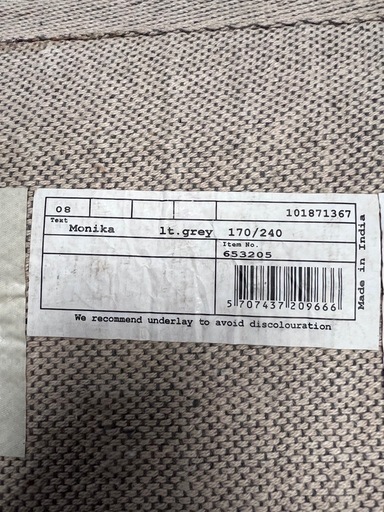 08 101871367
Text
Monika lt.grey 170/240
Item No.
653205
5 707437 209666
Made in India
We recommend underlay to avoid discolouration